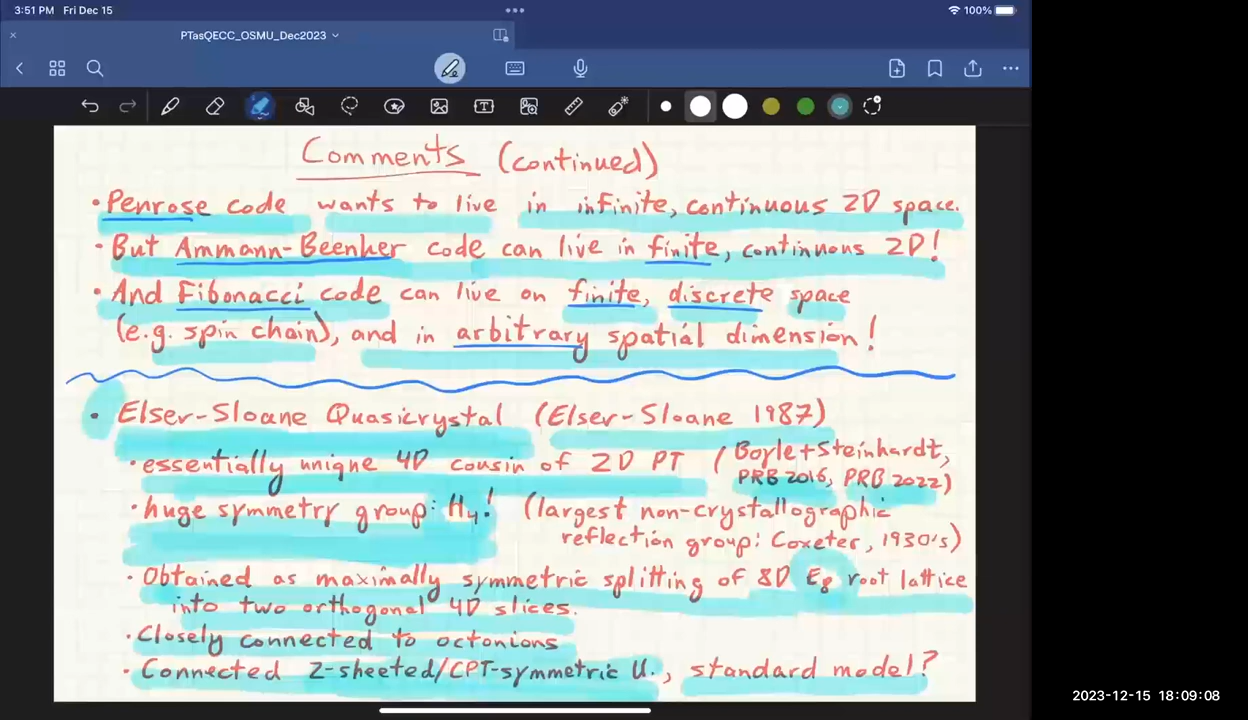 3:51 PM Fri Dec 15
100%
PTasQECC_OSMU_Dec2023
Comments (continued)
• Penrose code wants to live in infinite, continuous 2D space.
• But Ammann-Beenker code can live in finite, continuous 2D!
• And Fibonacci code can live on finite, discrete space
(e.g. spin chain), and in arbitrary spatial dimension!
• Elser-Sloane Quasicrystal (Elser-Sloane 1987)
• essentially unique 4D cousin of 2D PT (Boyle+Steinhardt,
PRB 2016, PRB 2022)
• huge symmetry group: H4! (largest non-crystallographic
reflection group: Coxeter, 1930's)
• Obtained as maximally symmetric splitting of 8D E8 root lattice
into two orthogonal 4D slices.
• Closely connected to octonions
• Connected 2-sheeted/CPT-symmetric U., standard model?
2023-12-15 18:09:08